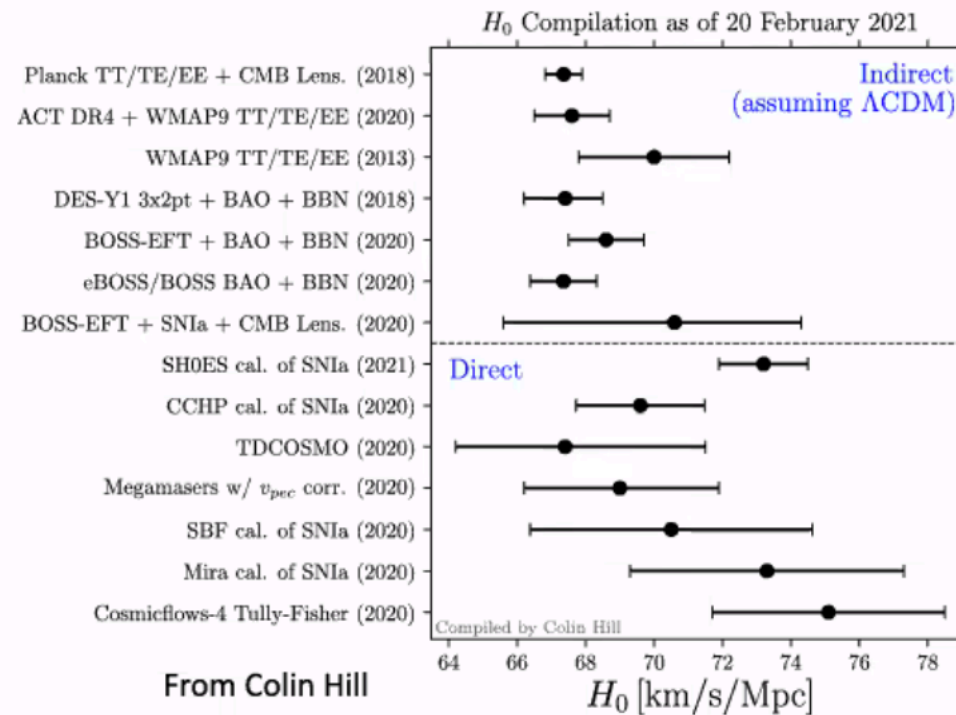 H₀ Compilation as of 20 February 2021
Planck TT/TE/EE + CMB Lens. (2018)
Indirect
(assuming ΛCDM)
ACT DR4 + WMAP9 TT/TE/EE (2020)
WMAP9 TT/TE/EE (2013)
DES-Y1 3x2pt + BAO + BBN (2018)
BOSS-EFT + BAO + BBN (2020)
eBOSS/BOSS BAO + BBN (2020)
BOSS-EFT + SNIa + CMB Lens. (2020)
SH0ES cal. of SNIa (2021)
Direct
CCHP cal. of SNIa (2020)
TDCOSMO (2020)
Megamasers w/ vₚₑc corr. (2020)
SBF cal. of SNIa (2020)
Mira cal. of SNIa (2020)
Cosmicflows-4 Tully-Fisher (2020)
Compiled by Colin Hill
64 66 68 70 72 74 76 78
From Colin Hill
H₀ [km/s/Mpc]